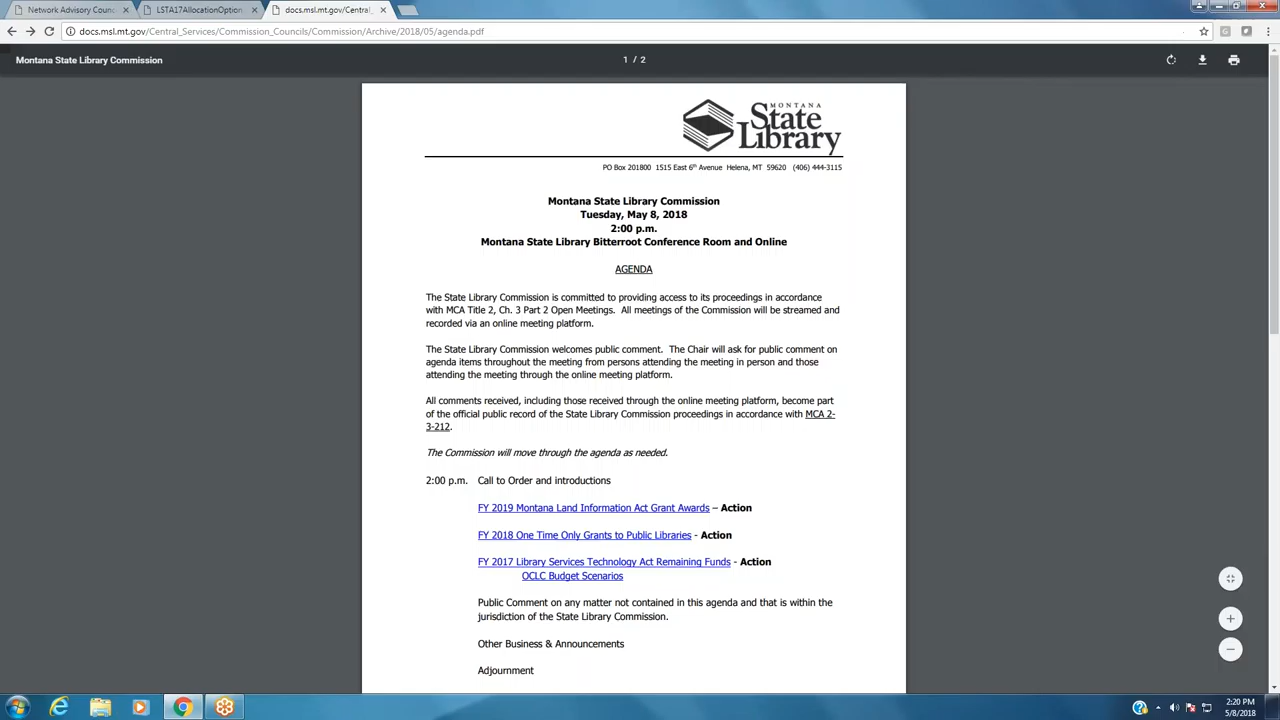 Network Advisory Counc
LSTA17AllocationOption
docs.msl.mt.gov/Central_
docs.msl.mt.gov/Central_Services/Commission_Councils/Commission/Archive/2018/05/agenda.pdf
Montana State Library Commission
1 / 2
MONTANA
State
Library
PO Box 201800 1515 East 6th Avenue Helena, MT 59620 (406) 444-3115
Montana State Library Commission
Tuesday, May 8, 2018
2:00 p.m.
Montana State Library Bitterroot Conference Room and Online
AGENDA
The State Library Commission is committed to providing access to its proceedings in accordance
with MCA Title 2, Ch. 3 Part 2 Open Meetings. All meetings of the Commission will be streamed and
recorded via an online meeting platform.
The State Library Commission welcomes public comment. The Chair will ask for public comment on
agenda items throughout the meeting from persons attending the meeting in person and those
attending the meeting through the online meeting platform.
All comments received, including those received through the online meeting platform, become part
of the official public record of the State Library Commission proceedings in accordance with MCA 2-
3-212.
The Commission will move through the agenda as needed.
2:00 p.m. Call to Order and introductions
FY 2019 Montana Land Information Act Grant Awards – Action
FY 2018 One Time Only Grants to Public Libraries - Action
FY 2017 Library Services Technology Act Remaining Funds - Action
OCLC Budget Scenarios
Public Comment on any matter not contained in this agenda and that is within the
jurisdiction of the State Library Commission.
Other Business & Announcements
Adjournment
2:20 PM
5/8/2018